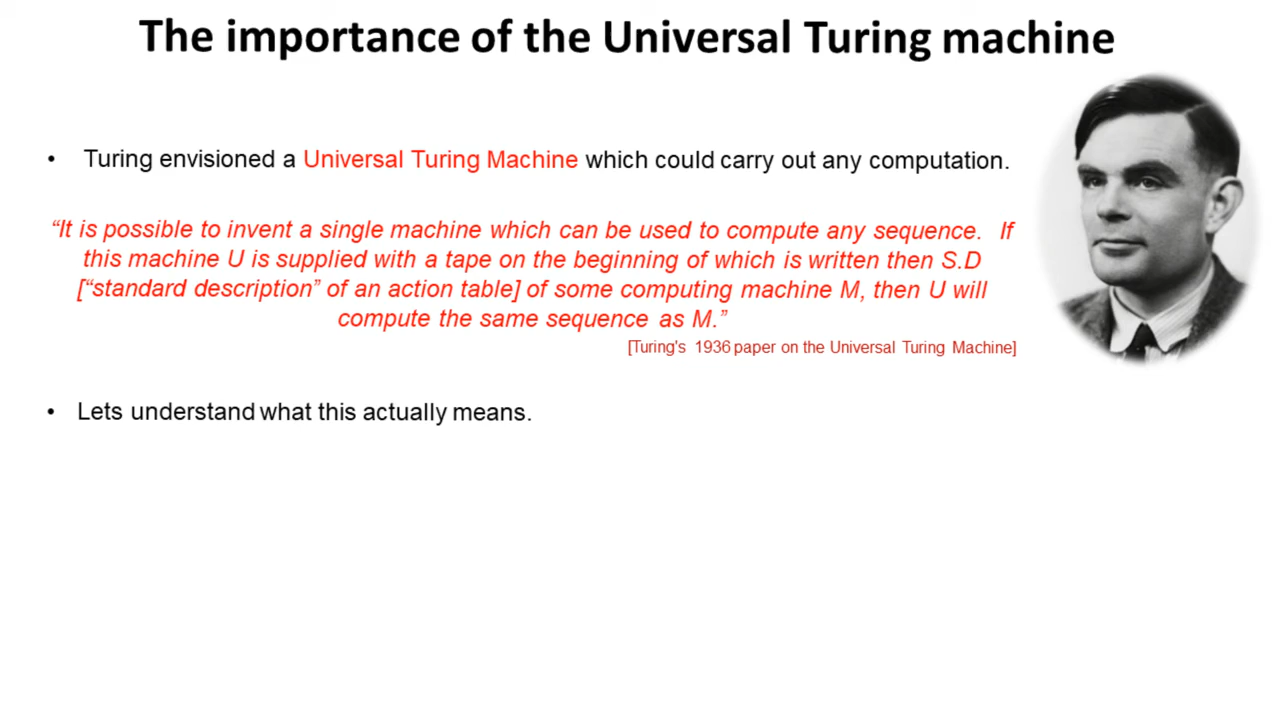 The importance of the Universal Turing machine
• Turing envisioned a Universal Turing Machine which could carry out any computation.
“It is possible to invent a single machine which can be used to compute any sequence. If
this machine U is supplied with a tape on the beginning of which is written then S.D
[“standard description” of an action table] of some computing machine M, then U will
compute the same sequence as M.”
[Turing's 1936 paper on the Universal Turing Machine]
• Lets understand what this actually means.